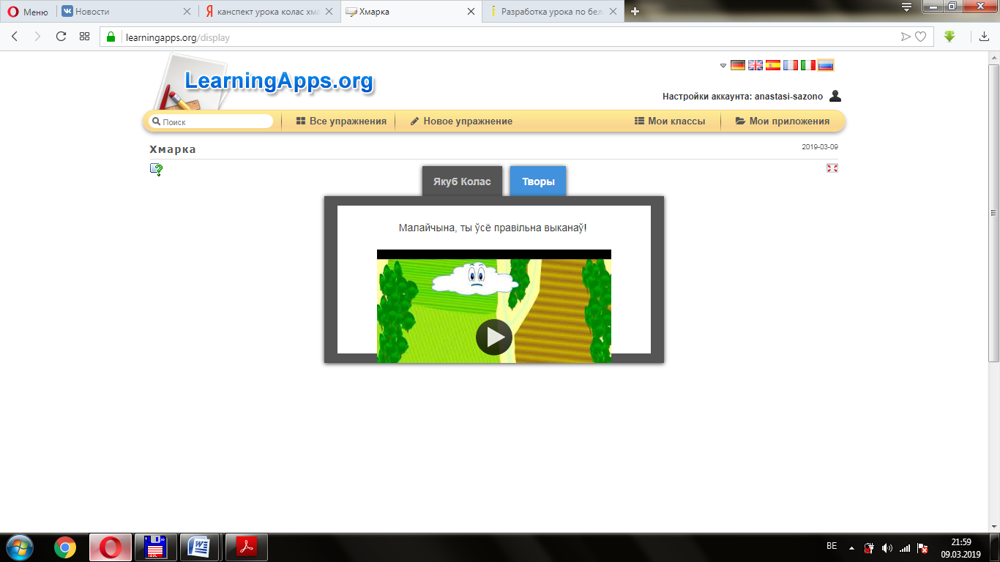 Меню
Новости
канспект урока колас хма
Хмарка
Разработка урока по бел
learningapps.org/display
LearningApps.org
Настройки аккаунта: anastasi-sazono
Поиск
Все упражнения
Новое упражнение
Мои классы
Мои приложения
Хмарка
2019-03-09
Якуб Колас
Творы
Малайчына, ты ўсё правільна выканаў!
BE
21:59
09.03.2019